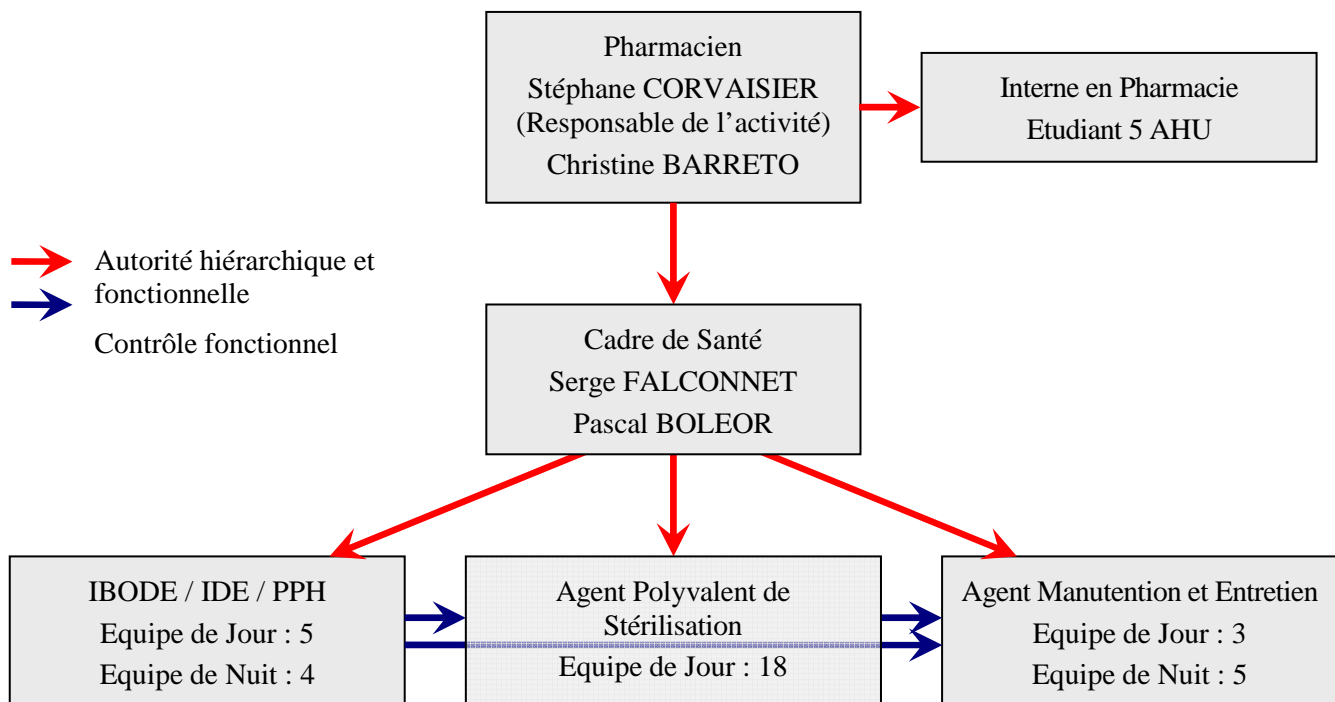 Pharmacien
Stéphane CORVAISIER
(Responsable de l'activité)
Christine BARRETO
Interne en Pharmacie
Etudiant 5 AHU
Autorité hiérarchique et
fonctionnelle
Contrôle fonctionnel
Cadre de Santé
Serge FALCONNET
Pascal BOLEOR
IBODE / IDE / PPH
Equipe de Jour : 5
Equipe de Nuit : 4
Agent Polyvalent de
Stérilisation
Equipe de Jour : 18
Agent Manutention et Entretien
Equipe de Jour : 3
Equipe de Nuit : 5